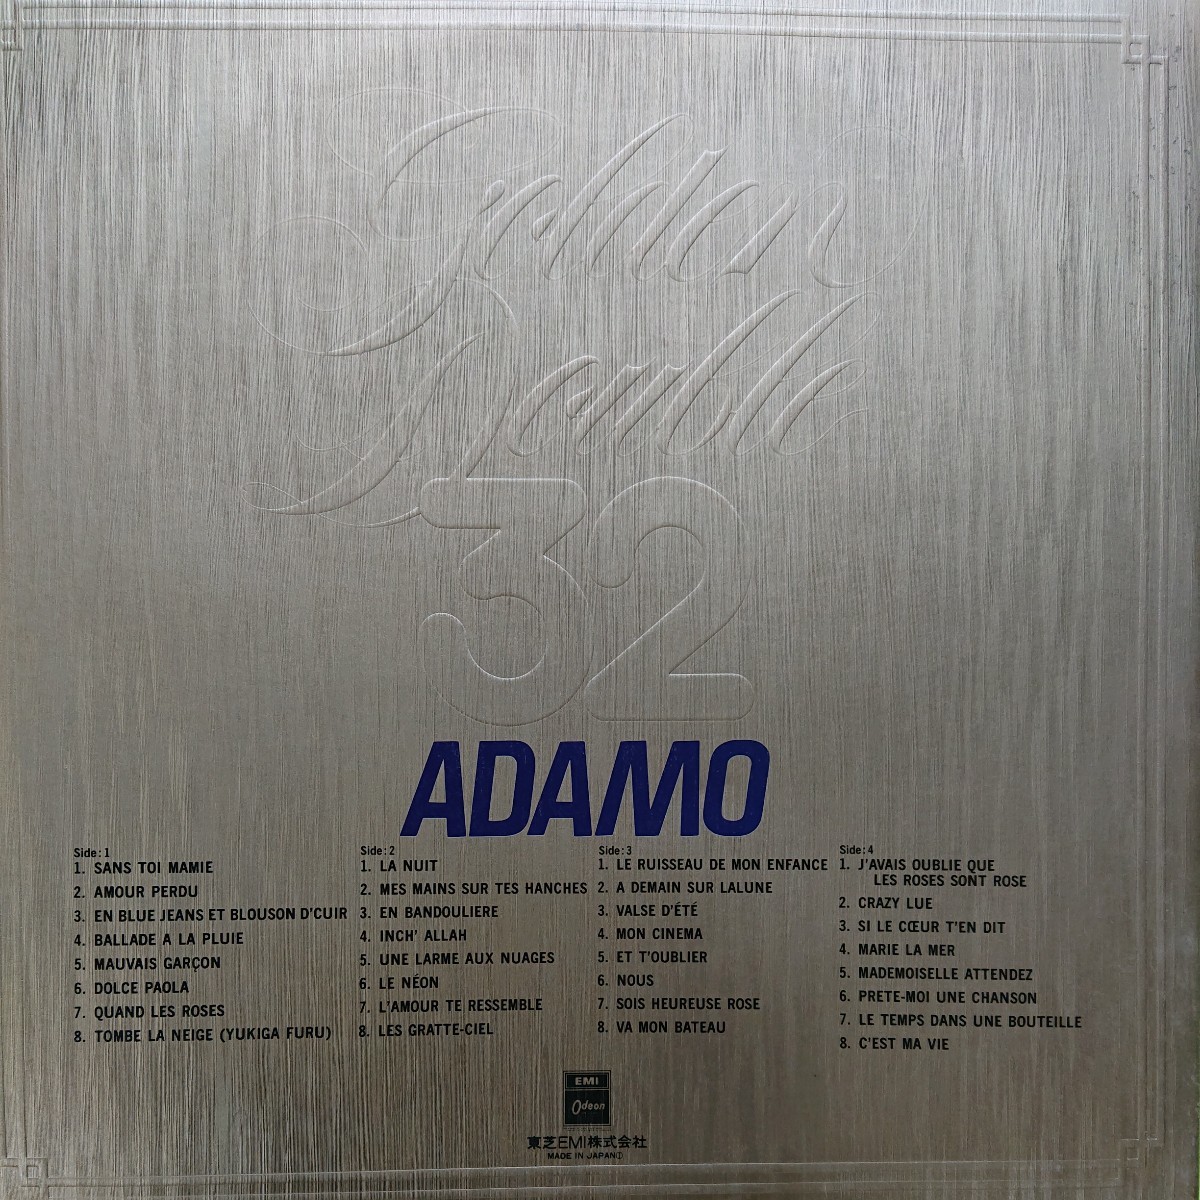 Golden
Double
32
ADAMO
Side: 1
1. SANS TOI MAMIE
2. AMOUR PERDU
3. EN BLUE JEANS ET BLOUSON D'CUIR
4. BALLADE A LA PLUIE
5. MAUVAIS GARÇON
6. DOLCE PAOLA
7. QUAND LES ROSES
8. TOMBE LA NEIGE (YUKIGA FURU)
Side: 2
1. LA NUIT
2. MES MAINS SUR TES HANCHES
3. EN BANDOULIERE
4. INCH' ALLAH
5. UNE LARME AUX NUAGES
6. LE NÉON
7. L'AMOUR TE RESSEMBLE
8. LES GRATTE-CIEL
Side: 3
1. LE RUISSEAU DE MON ENFANCE
2. A DEMAIN SUR LALUNE
3. VALSE D'ÉTÉ
4. MON CINEMA
5. ET T'OUBLIER
6. NOUS
7. SOIS HEUREUSE ROSE
8. VA MON BATEAU
Side: 4
1. J'AVAIS OUBLIE QUE
LES ROSES SONT ROSE
2. CRAZY LUE
3. SI LE CŒUR T'EN DIT
4. MARIE LA MER
5. MADEMOISELLE ATTENDEZ
6. PRETE-MOI UNE CHANSON
7. LE TEMPS DANS UNE BOUTEILLE
8. C'EST MA VIE
EMI
Odeon
東芝EMI株式会社
MADE IN JAPAN